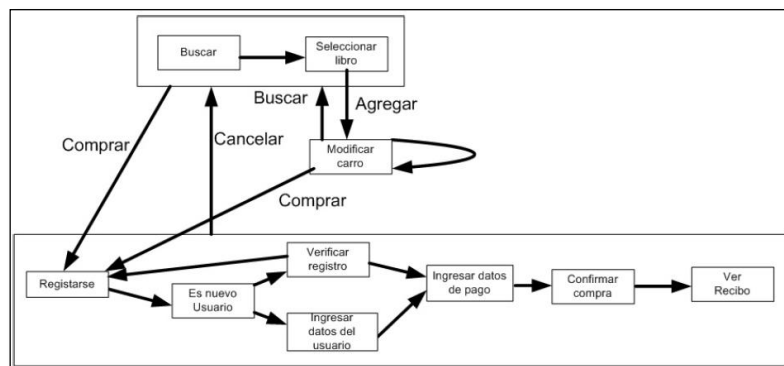 Buscar
Seleccionar
libro
Buscar
Agregar
Comprar
Cancelar
Modificar
carro
Comprar
Registarse
Es nuevo
Usuario
Verificar
registro
Ingresar
datos del
usuario
Ingresar datos
de pago
Confirmar
compra
Ver
Recibo